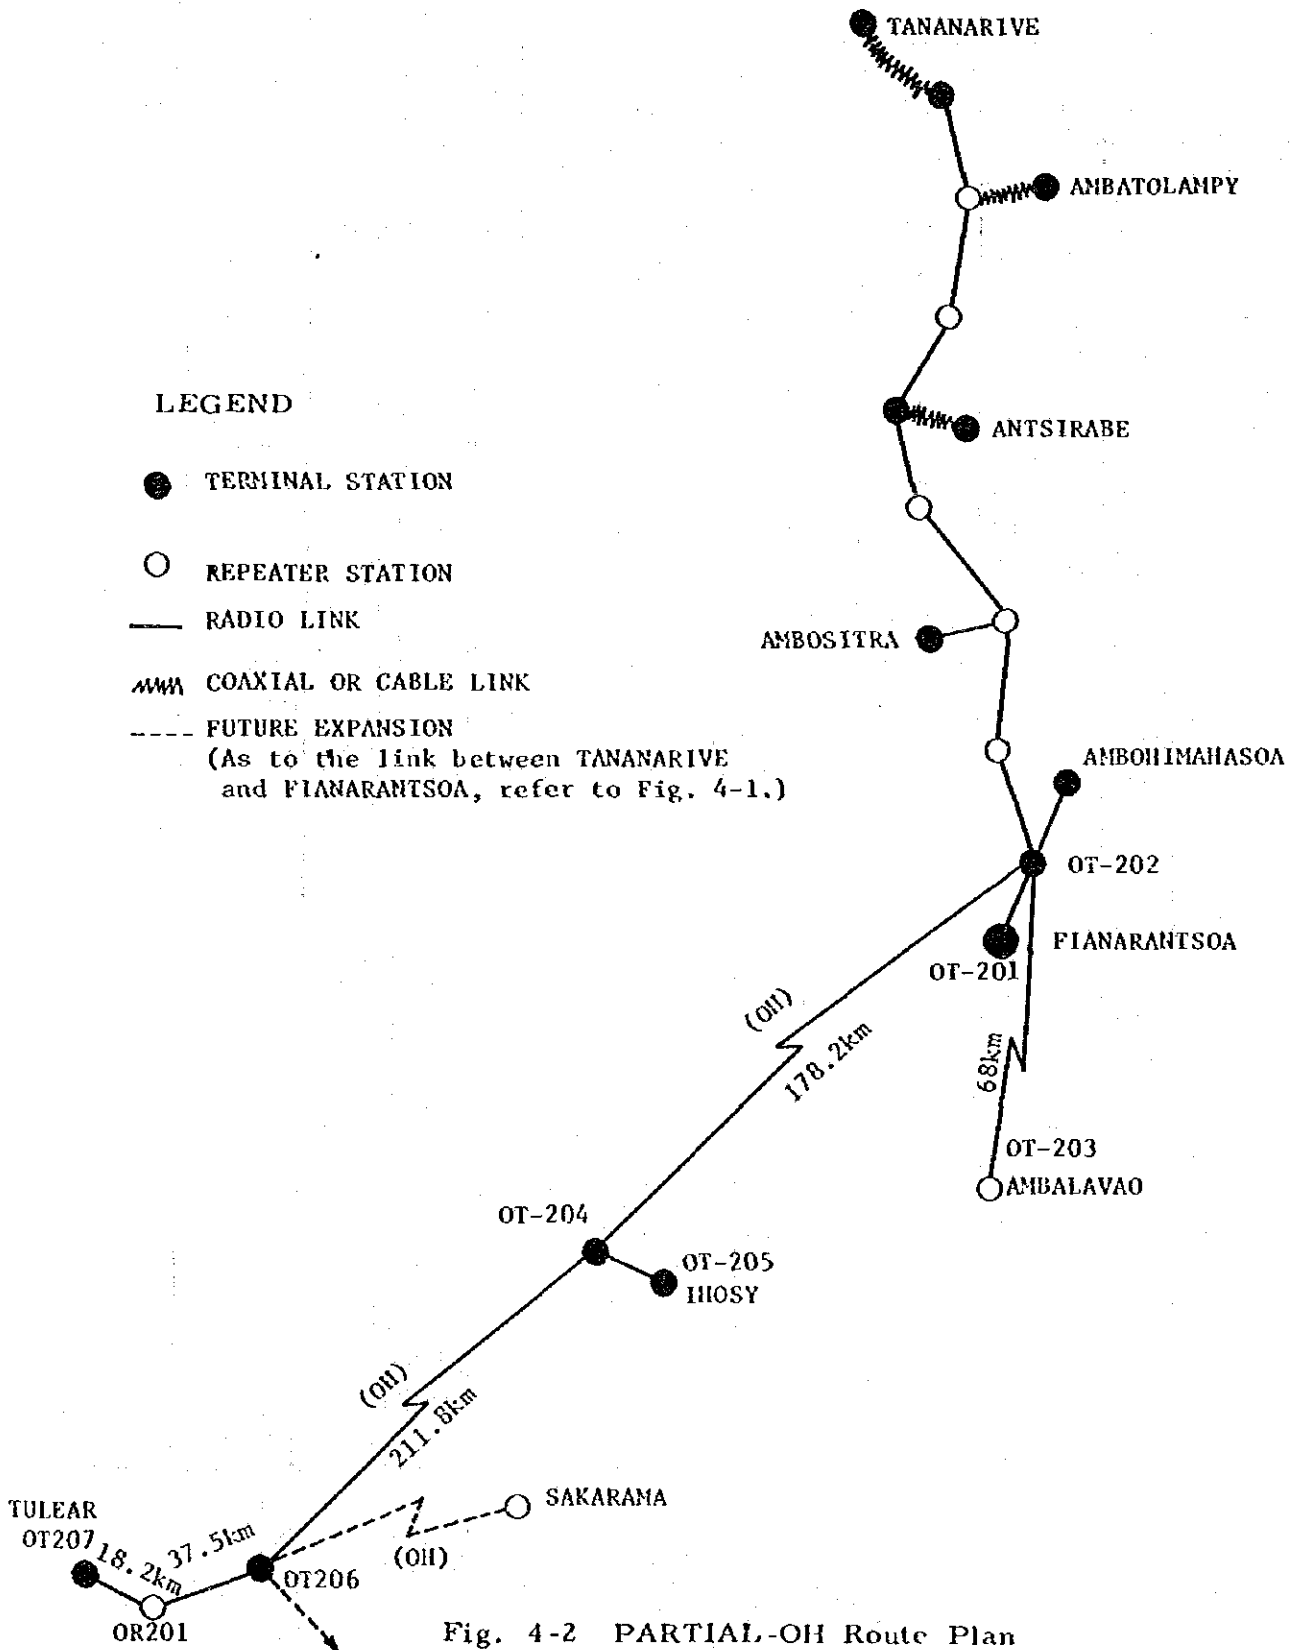 TANANARIVE
AMBATOLAMPY
LEGEND
ANTSIRABE
TERMINAL STATION
REPEATER STATION
RADIO LINK
AMBOSITRA
COAXIAL OR CABLE LINK
FUTURE EXPANSION
(As to the link between TANANARIVE
and FIANARANTSOA, refer to Fig. 4-1.)
AMBOHIMAHASOA
OT-202
FIANARANTSOA
OT-201
(OH)
178.2km
68km
OT-203
AMBALAVAO
OT-204
OT-205
IHOSY
(OH)
211.8km
SAKARAMA
TULEAR
OT207
18.2km
37.5km
(OH)
OT206
OR201
Fig. 4-2 PARTIAL-OH Route Plan